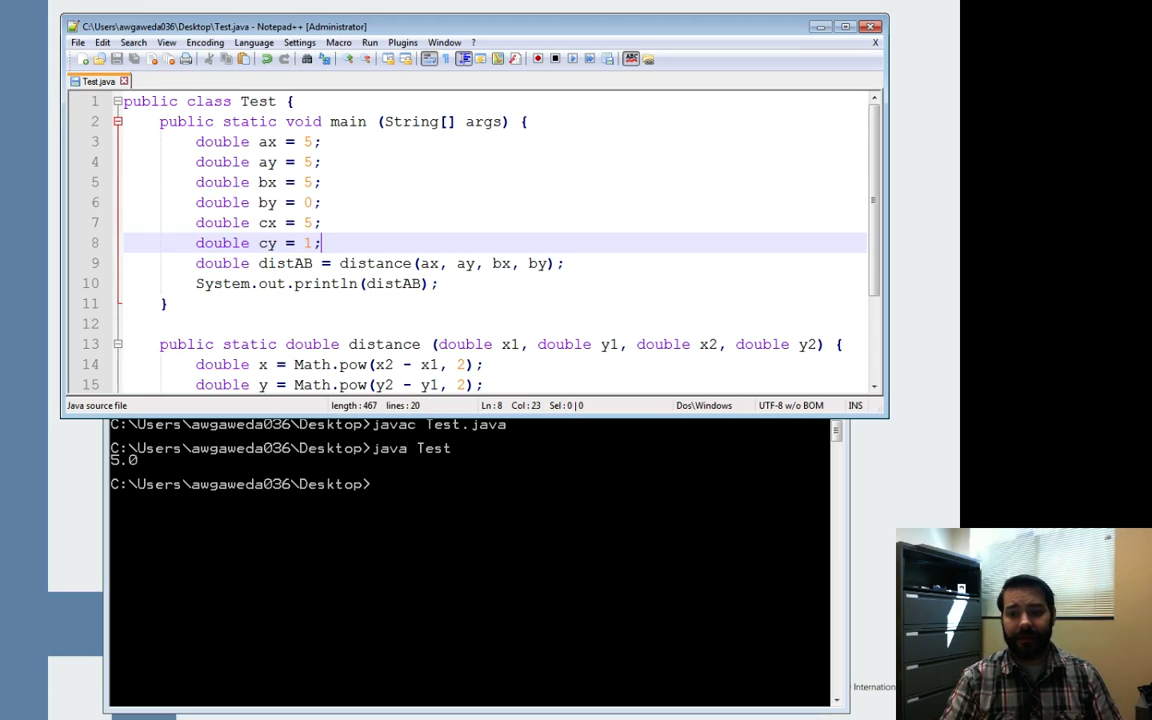 C:\Users\awgaweda036\Desktop\Test.java - Notepad++ [Administrator]
File Edit Search View Encoding Language Settings Macro Run Plugins Window ? X
Test.java
1 public class Test {
2 public static void main (String[] args) {
3 double ax = 5;
4 double ay = 5;
5 double bx = 5;
6 double by = 0;
7 double cx = 5;
8 double cy = 1;
9 double distAB = distance(ax, ay, bx, by);
10 System.out.println(distAB);
11 }
12
13 public static double distance (double x1, double y1, double x2, double y2) {
14 double x = Math.pow(x2 - x1, 2);
15 double y = Math.pow(y2 - y1, 2);
Java source file length : 467 lines : 20 Ln : 8 Col : 23 Sel : 0 | 0 Dos\Windows UTF-8 w/o BOM INS
C:\Users\awgaweda036\Desktop>javac Test.java
C:\Users\awgaweda036\Desktop>java Test
5.0
C:\Users\awgaweda036\Desktop>
International